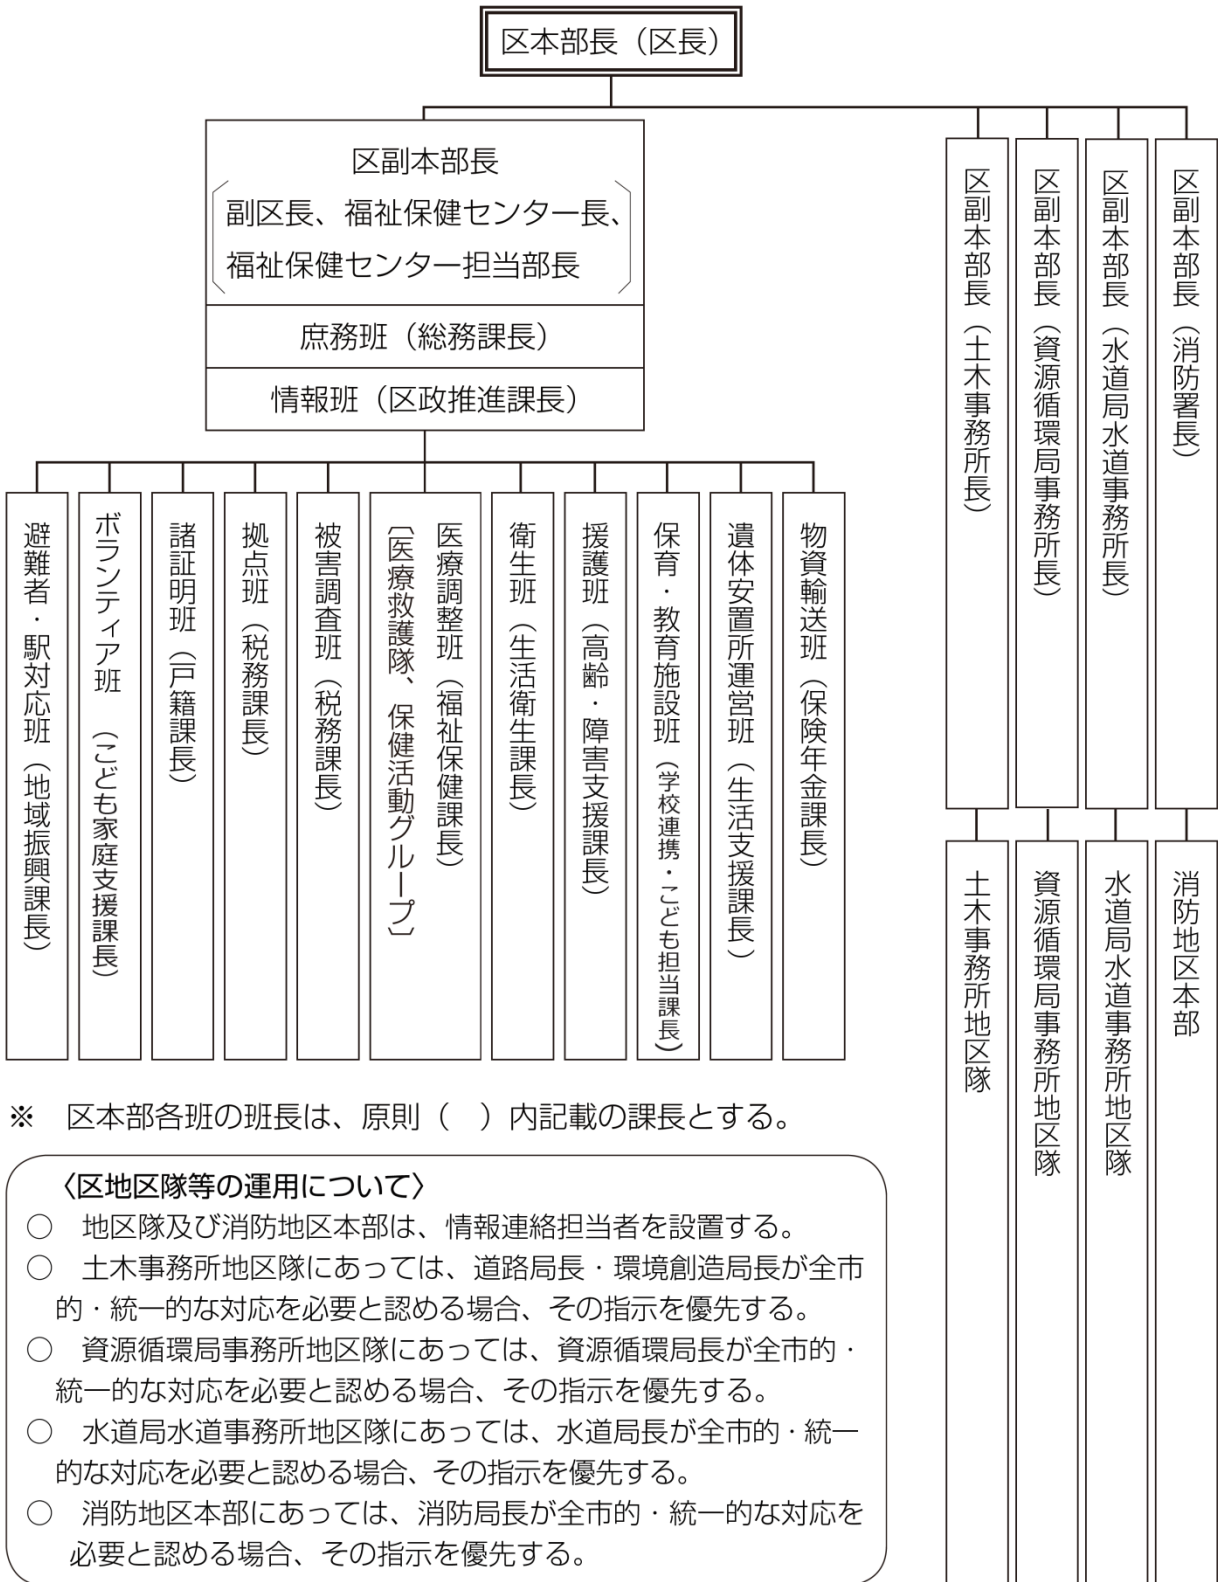 区本部長（区長）
区副本部長
副区長、福祉保健センター長、
福祉保健センター担当部長
庶務班（総務課長）
情報班（区政推進課長）
区副本部長（土木事務所長）
区副本部長（資源循環局事務所長）
区副本部長（水道局水道事務所長）
区副本部長（消防署長）
避難者・駅対応班（地域振興課長）
ボランティア班　（こども家庭支援課長）
諸証明班（戸籍課長）
拠点班（税務課長）
被害調査班（税務課長）
医療調整班（福祉保健課長）
〔医療救護隊、保健活動グループ〕
衛生班（生活衛生課長）
援護班（高齢・障害支援課長）
保育・教育施設班（学校連携・こども担当課長）
遺体安置所運営班（生活支援課長）
物資輸送班（保険年金課長）
土木事務所地区隊
資源循環局事務所地区隊
水道局水道事務所地区隊
消防地区本部
※　区本部各班の班長は、原則（　）内記載の課長とする。
〈区地区隊等の運用について〉
○　地区隊及び消防地区本部は、情報連絡担当者を設置する。
○　土木事務所地区隊にあっては、道路局長・環境創造局長が全市
的・統一的な対応を必要と認める場合、その指示を優先する。
○　資源循環局事務所地区隊にあっては、資源循環局長が全市的・
統一的な対応を必要と認める場合、その指示を優先する。
○　水道局水道事務所地区隊にあっては、水道局長が全市的・統一
的な対応を必要と認める場合、その指示を優先する。
○　消防地区本部にあっては、消防局長が全市的・統一的な対応を
必要と認める場合、その指示を優先する。